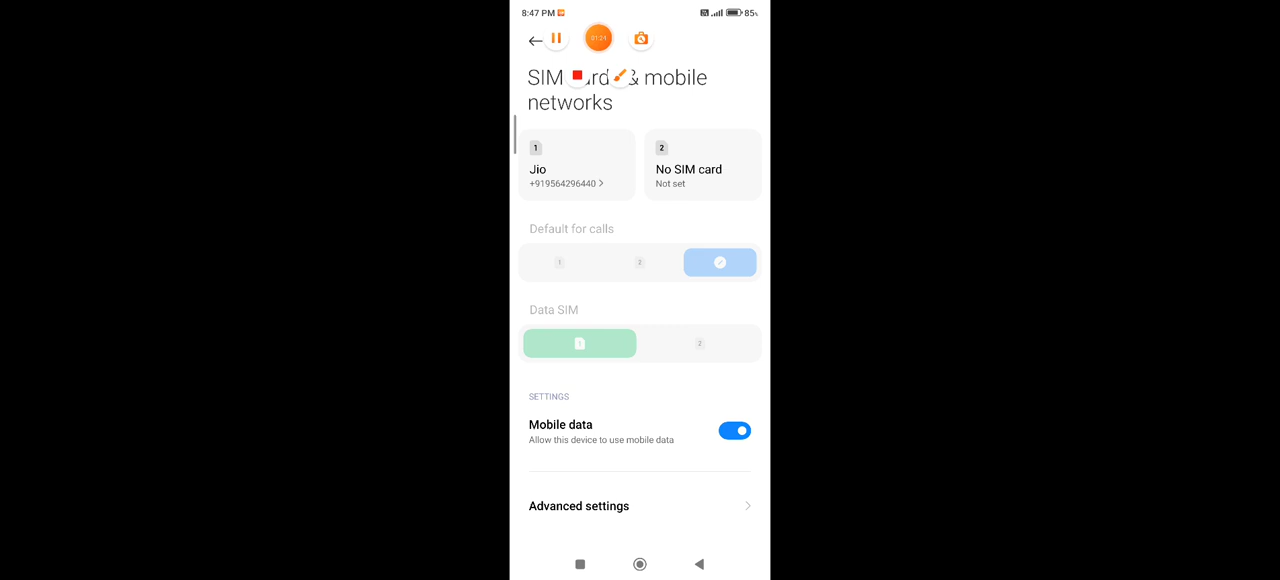 8:47 PM
85%
01:24
SIM card & mobile
networks
1
2
Jio
No SIM card
+919564296440
Not set
Default for calls
1
2
Data SIM
1
2
SETTINGS
Mobile data
Allow this device to use mobile data
Advanced settings